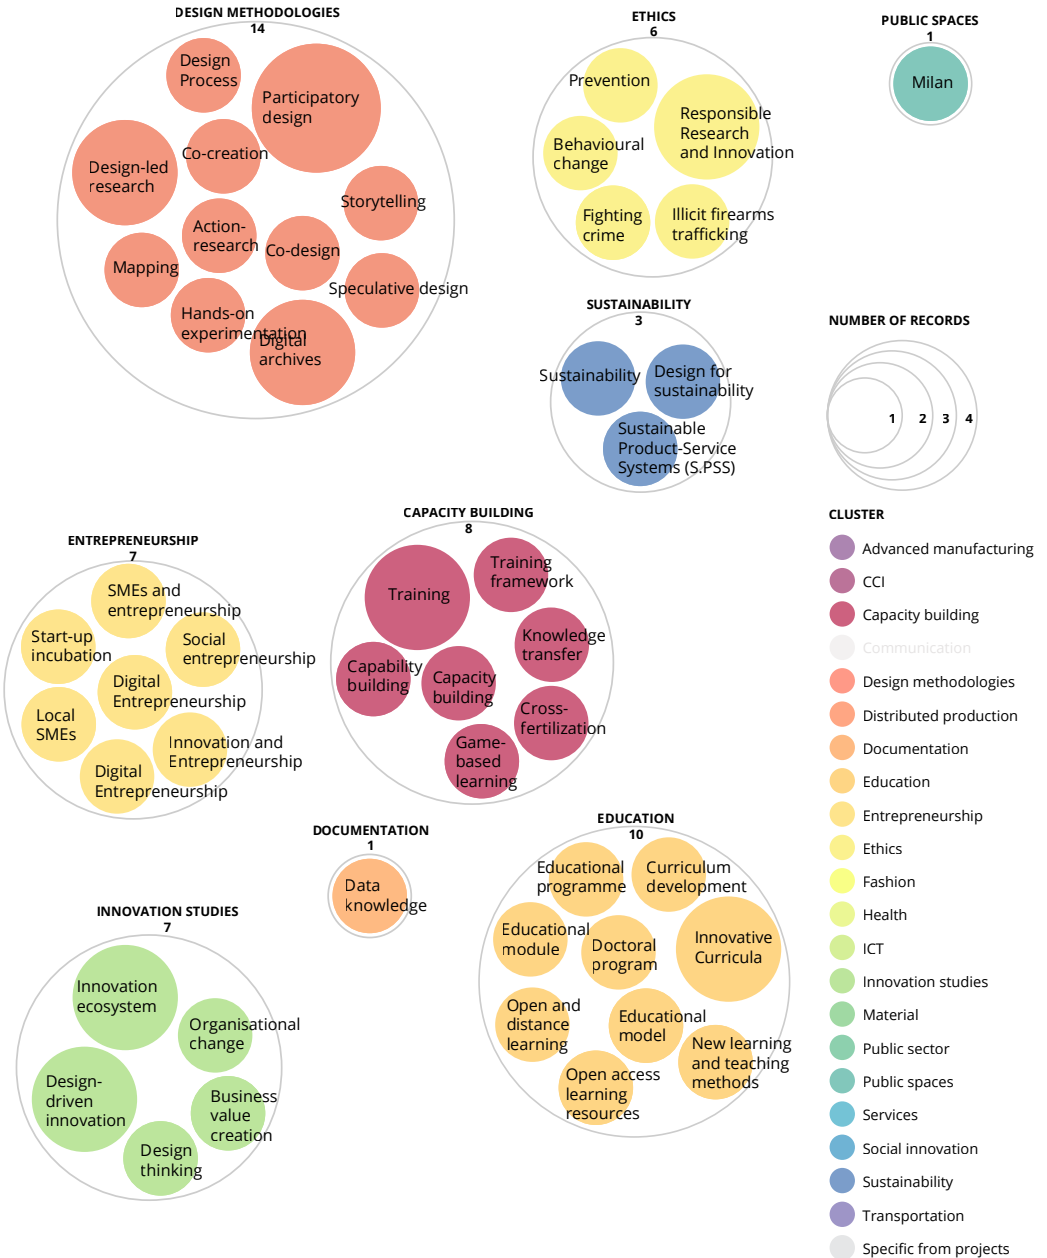 DESIGN METHODOLOGIES
14
Design
Process
Participatory
design
Co-creation
Design-led
research
Storytelling
Action-
research
Co-design
Mapping
Speculative design
Hands-on
experimentation
Digital
archives
ETHICS
6
Prevention
Responsible
Research
and Innovation
Behavioural
change
Fighting
crime
Illicit firearms
trafficking
PUBLIC SPACES
1
Milan
SUSTAINABILITY
3
Sustainability
Design for
sustainability
Sustainable
Product-Service
Systems (S.PSS)
NUMBER OF RECORDS
1
2
3
4
ENTREPRENEURSHIP
7
SMEs and
entrepreneurship
Start-up
incubation
Social
entrepreneurship
Digital
Entrepreneurship
Local
SMEs
Innovation and
Entrepreneurship
Digital
Entrepreneurship
CAPACITY BUILDING
8
Training
Training
framework
Knowledge
transfer
Capability
building
Capacity
building
Cross-
fertilization
Game-
based
learning
DOCUMENTATION
1
Data
knowledge
EDUCATION
10
Educational
programme
Curriculum
development
Educational
module
Doctoral
program
Innovative
Curricula
Open and
distance
learning
Educational
model
New learning
and teaching
methods
Open access
learning
resources
INNOVATION STUDIES
7
Innovation
ecosystem
Organisational
change
Design-
driven
innovation
Business
value
creation
Design
thinking
CLUSTER
Advanced manufacturing
CCI
Capacity building
Communication
Design methodologies
Distributed production
Documentation
Education
Entrepreneurship
Ethics
Fashion
Health
ICT
Innovation studies
Material
Public sector
Public spaces
Services
Social innovation
Sustainability
Transportation
Specific from projects